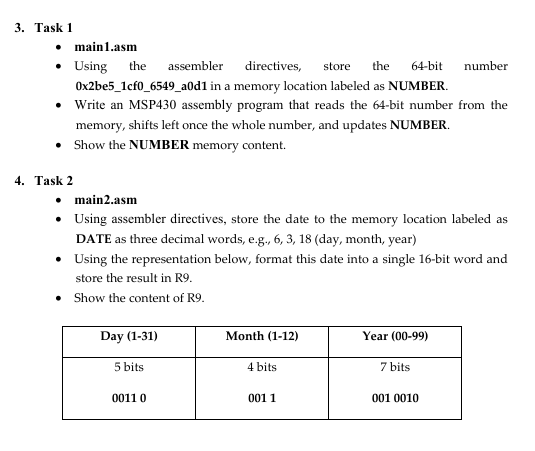 3. Task 1
• main1.asm
• Using the assembler directives, store the 64-bit number
0x2be5_1cf0_6549_a0d1 in a memory location labeled as NUMBER.
• Write an MSP430 assembly program that reads the 64-bit number from the
memory, shifts left once the whole number, and updates NUMBER.
• Show the NUMBER memory content.
4. Task 2
• main2.asm
• Using assembler directives, store the date to the memory location labeled as
DATE as three decimal words, e.g., 6, 3, 18 (day, month, year)
• Using the representation below, format this date into a single 16-bit word and
store the result in R9.
• Show the content of R9.
Day (1-31) Month (1-12) Year (00-99)
5 bits 4 bits 7 bits
0011 0 001 1 001 0010